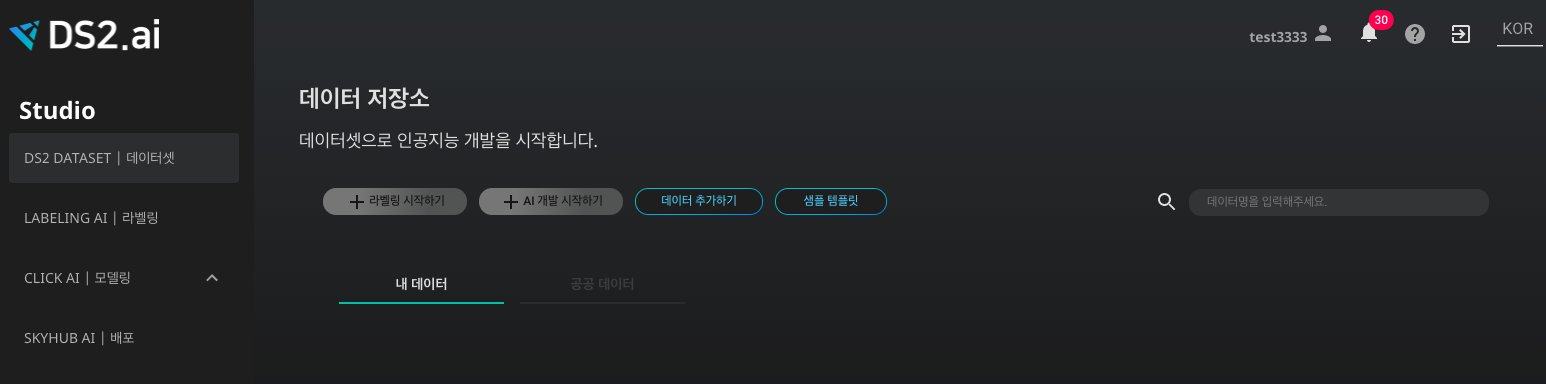 DS2.ai
test3333
30
KOR
Studio
DS2 DATASET | 데이터셋
LABELING AI | 라벨링
CLICK AI | 모델링
SKYHUB AI | 배포
데이터 저장소
데이터셋으로 인공지능 개발을 시작합니다.
라벨링 시작하기
AI 개발 시작하기
데이터 추가하기
샘플 템플릿
데이터명을 입력해주세요.
내 데이터
공공 데이터